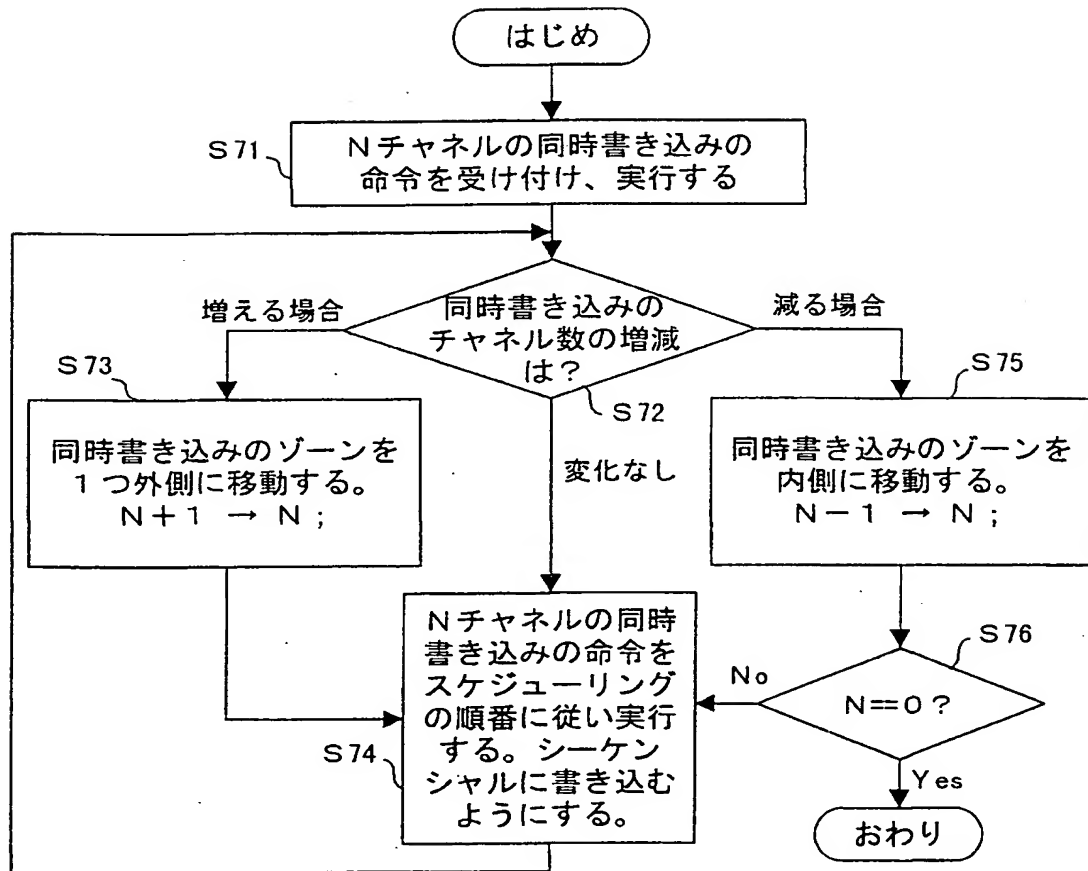 はじめ
S71
Nチャネルの同時書き込みの
命令を受け付け、実行する
増える場合
同時書き込みの
チャネル数の増減
は?
減る場合
S73
S72
S75
同時書き込みのゾーンを
1つ外側に移動する。
N+1 → N;
変化なし
同時書き込みのゾーンを
内側に移動する。
N-1 → N;
S74
Nチャネルの同時
書き込みの命令を
スケジューリング
の順番に従い実行
する。シーケン
シャルに書き込む
ようにする。
S76
No
N==0?
Yes
おわり